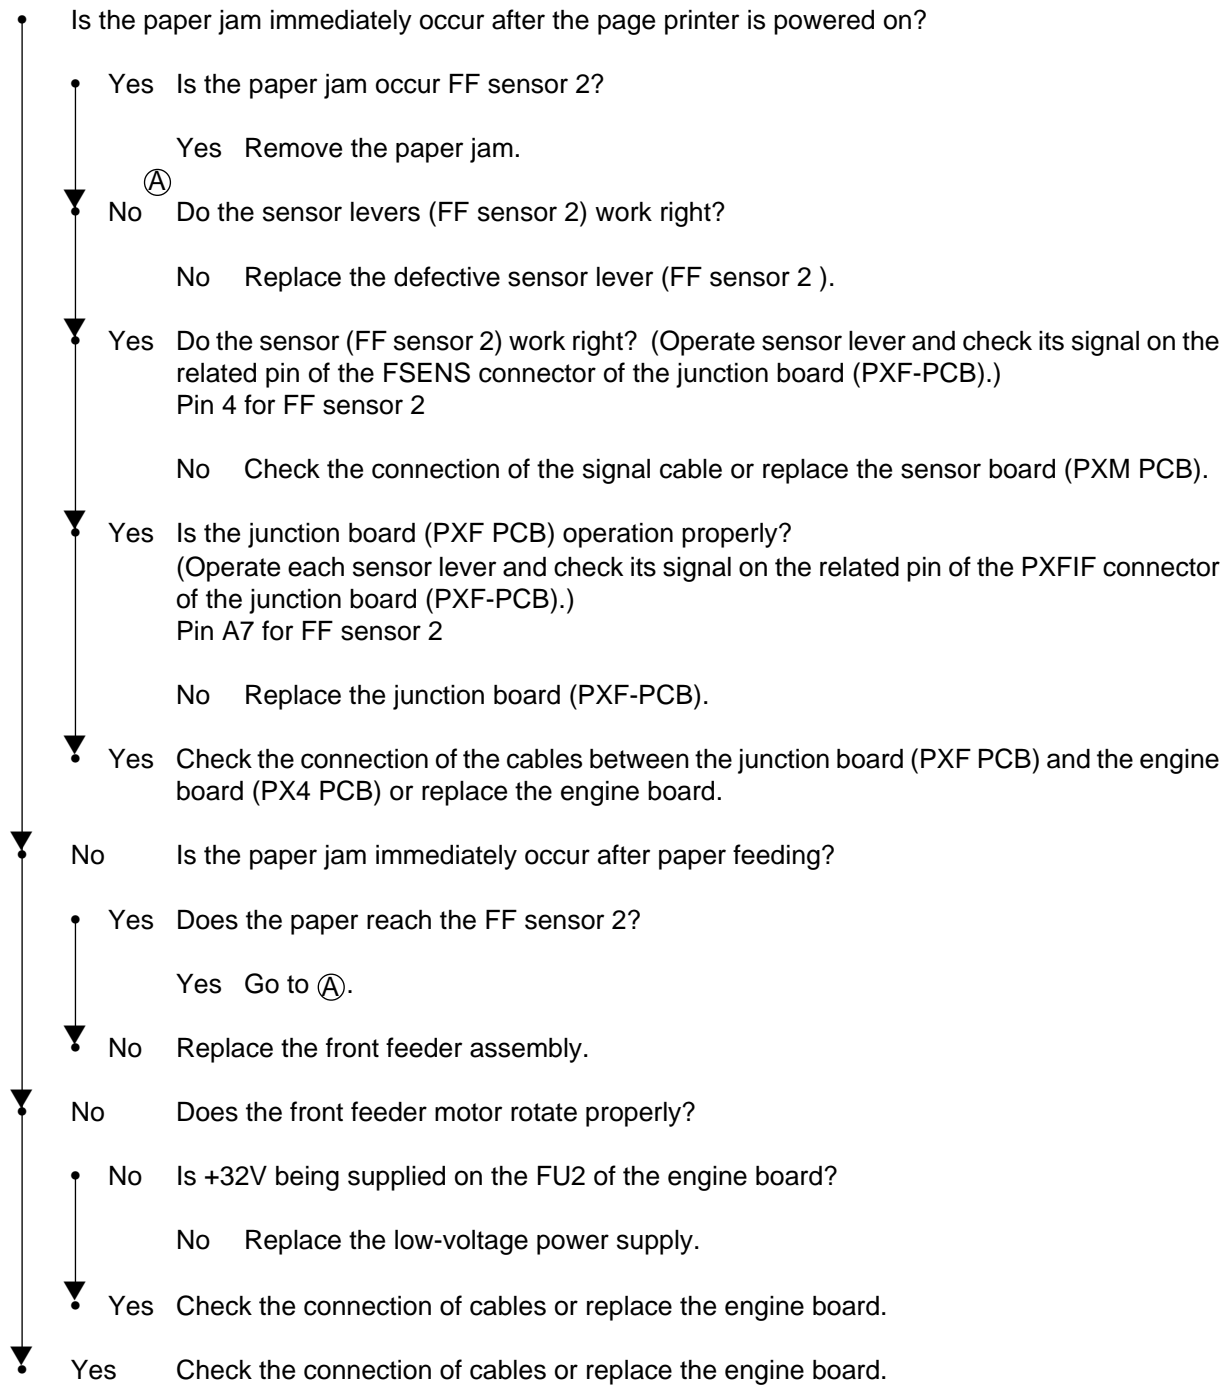 Is the paper jam immediately occur after the page printer is powered on?
Yes Is the paper jam occur FF sensor 2?
Yes Remove the paper jam.
Ⓐ
No Do the sensor levers (FF sensor 2) work right?
No Replace the defective sensor lever (FF sensor 2 ).
Yes Do the sensor (FF sensor 2) work right? (Operate sensor lever and check its signal on the
related pin of the FSENS connector of the junction board (PXF-PCB).)
Pin 4 for FF sensor 2
No Check the connection of the signal cable or replace the sensor board (PXM PCB).
Yes Is the junction board (PXF PCB) operation properly?
(Operate each sensor lever and check its signal on the related pin of the PXFIF connector
of the junction board (PXF-PCB).)
Pin A7 for FF sensor 2
No Replace the junction board (PXF-PCB).
Yes Check the connection of the cables between the junction board (PXF PCB) and the engine
board (PX4 PCB) or replace the engine board.
No Is the paper jam immediately occur after paper feeding?
Yes Does the paper reach the FF sensor 2?
Yes Go to Ⓐ.
No Replace the front feeder assembly.
No Does the front feeder motor rotate properly?
No Is +32V being supplied on the FU2 of the engine board?
No Replace the low-voltage power supply.
Yes Check the connection of cables or replace the engine board.
Yes Check the connection of cables or replace the engine board.